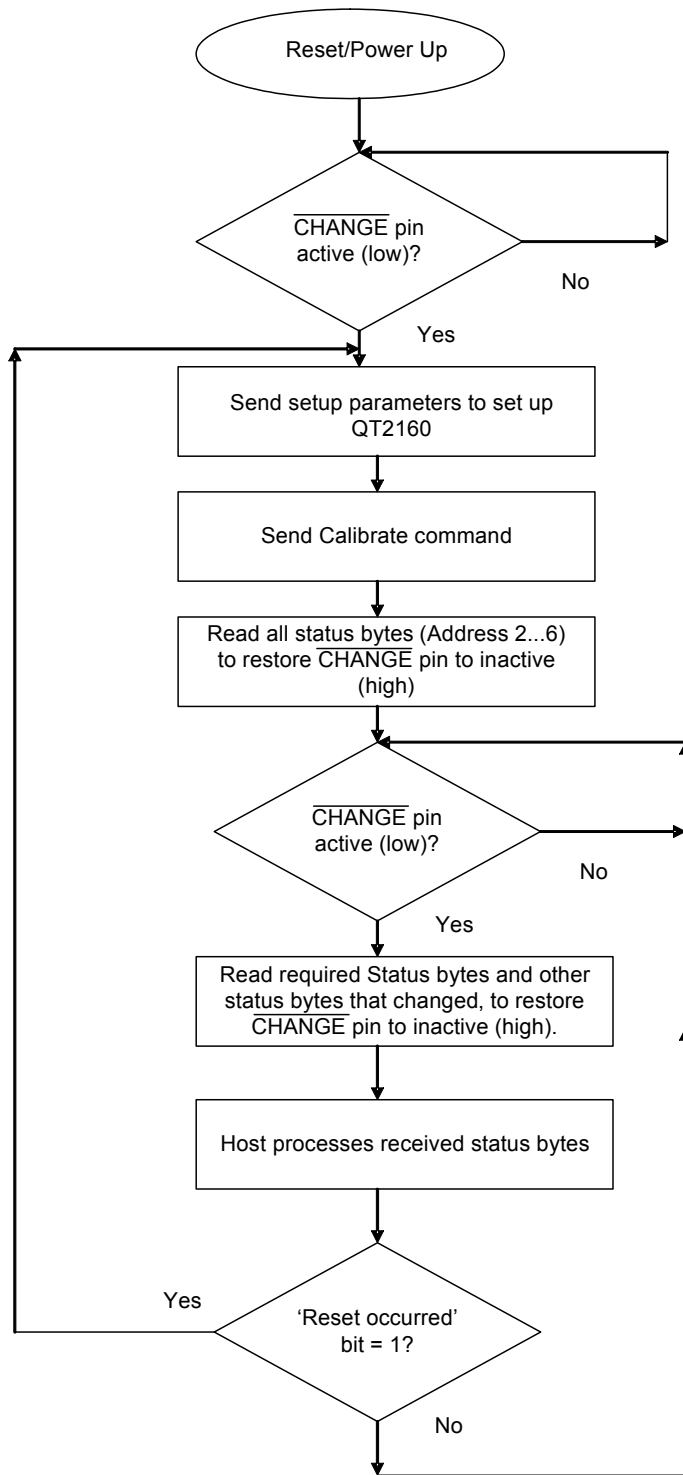 Reset/Power Up
CHANGE pin
active (low)?
No
Yes
Send setup parameters to set up
QT2160
Send Calibrate command
Read all status bytes (Address 2...6)
to restore CHANGE pin to inactive
(high)
CHANGE pin
active (low)?
No
Yes
Read required Status bytes and other
status bytes that changed, to restore
CHANGE pin to inactive (high).
Host processes received status bytes
Yes
‘Reset occurred’
bit = 1?
No